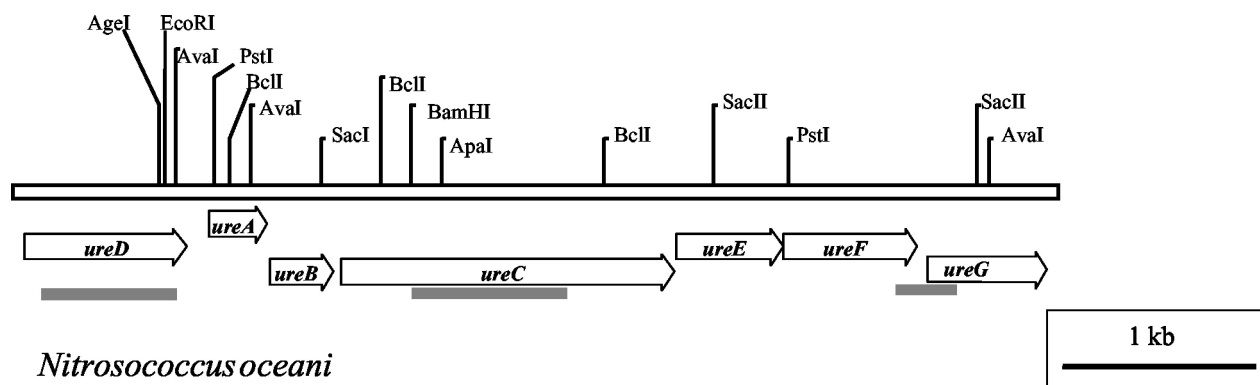 AgeI EcoRI
AvaI PstI
BclI
AvaI
SacI
BclI
BamHI
ApaI
BclI
SacII
PstI
SacII
AvaI
ureA
ureD ureE ureF
ureB ureC ureG
1 kb
Nitrosococcus oceani